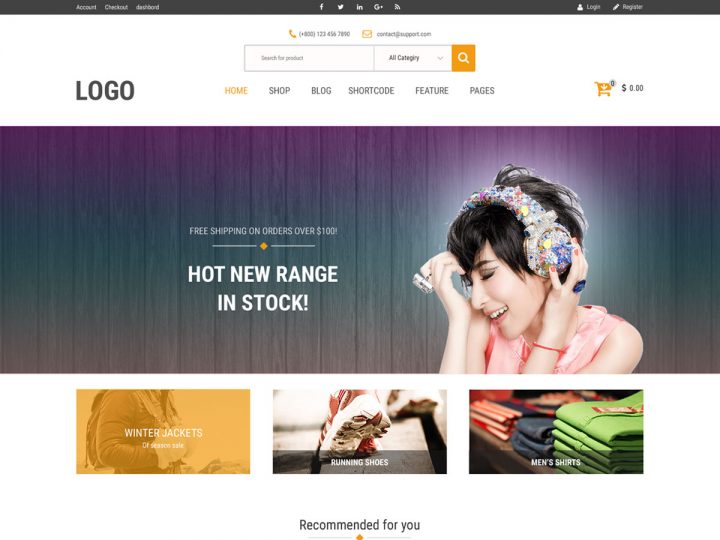 Account Checkout dashbord
Login Register
(+800) 123 456 7890 contact@support.com
Search for product All Categiry
LOGO
HOME SHOP BLOG SHORTCODE FEATURE PAGES
0 $ 0.00
FREE SHIPPING ON ORDERS OVER $100!
HOT NEW RANGE
IN STOCK!
WINTER JACKETS
Of season sale
RUNNING SHOES
MEN'S SHIRTS
Recommended for you